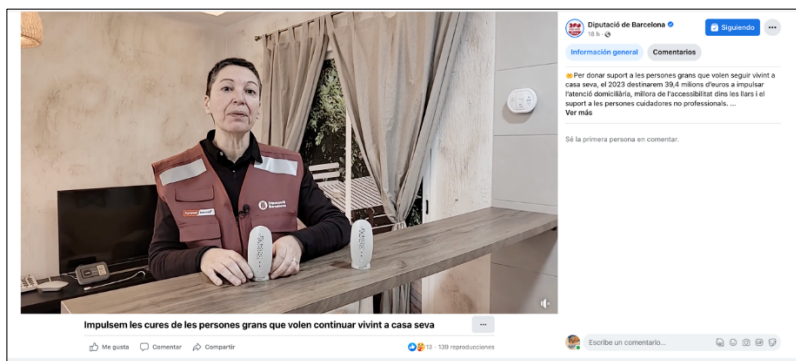 Diputació de Barcelona
18 h
Siguiendo
Información general
Comentarios
Per donar suport a les persones grans que volen seguir vivint a
casa seva, el 2023 destinarem 39,4 milions d'euros a impulsar
l'atenció domiciliària, millora de l'accessibilitat dins les llars i el
suport a les persones cuidadores no professionals. ...
Ver más
Sé la primera persona en comentar.
Diputació
Barcelona
Impulsem les cures de les persones grans que volen continuar vivint a casa seva
Me gusta
Comentar
Compartir
13 · 139 reproducciones
Escribe un comentario...